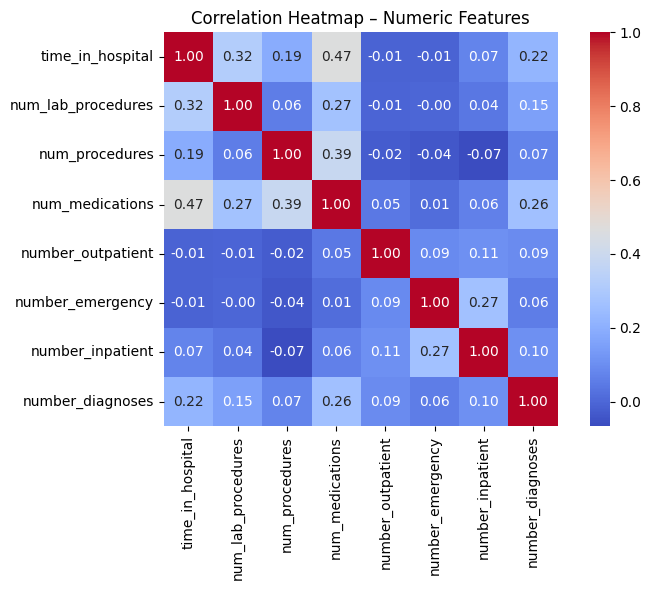 Correlation Heatmap – Numeric Features
time_in_hospital 1.00 0.32 0.19 0.47 -0.01 -0.01 0.07 0.22
num_lab_procedures 0.32 1.00 0.06 0.27 -0.01 -0.00 0.04 0.15
num_procedures 0.19 0.06 1.00 0.39 -0.02 -0.04 -0.07 0.07
num_medications 0.47 0.27 0.39 1.00 0.05 0.01 0.06 0.26
number_outpatient -0.01 -0.01 -0.02 0.05 1.00 0.09 0.11 0.09
number_emergency -0.01 -0.00 -0.04 0.01 0.09 1.00 0.27 0.06
number_inpatient 0.07 0.04 -0.07 0.06 0.11 0.27 1.00 0.10
number_diagnoses 0.22 0.15 0.07 0.26 0.09 0.06 0.10 1.00
time_in_hospital
num_lab_procedures
num_procedures
num_medications
number_outpatient
number_emergency
number_inpatient
number_diagnoses
1.0
0.8
0.6
0.4
0.2
0.0